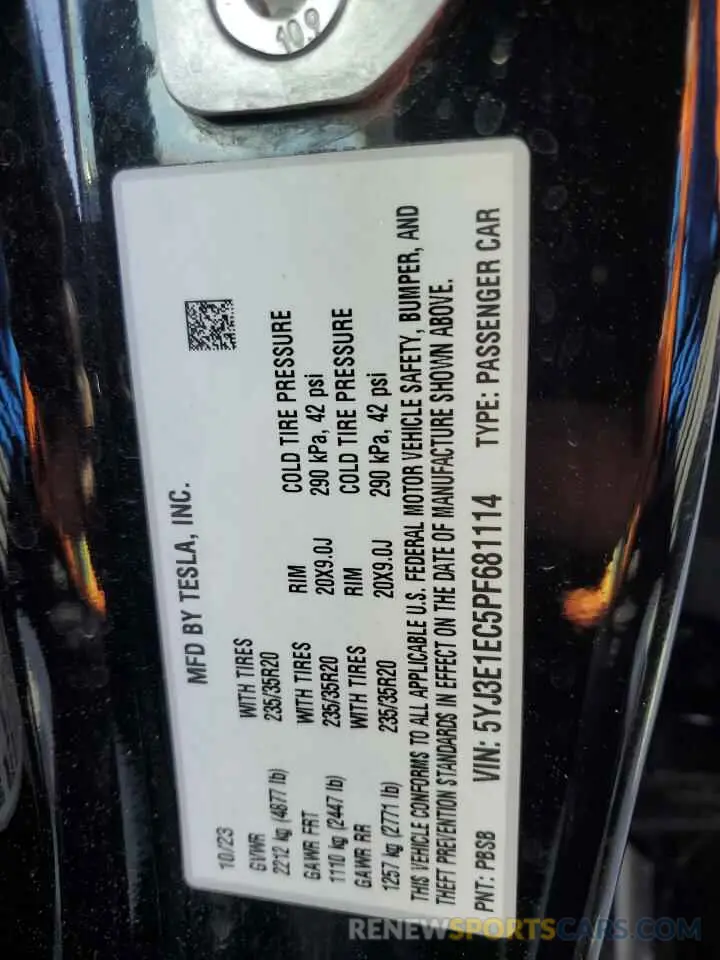 10.9
MFD BY TESLA, INC.
10/23
GVWR WITH TIRES RIM COLD TIRE PRESSURE
2212 kg (4877 lb) 235/35R20 20X9.0J 290 kPa, 42 psi
GAWR FRT WITH TIRES RIM COLD TIRE PRESSURE
1110 kg (2447 lb) 235/35R20 20X9.0J 290 kPa, 42 psi
GAWR RR WITH TIRES
1257 kg (2771 lb) 235/35R20
THIS VEHICLE CONFORMS TO ALL APPLICABLE U.S. FEDERAL MOTOR VEHICLE SAFETY, BUMPER, AND
THEFT PREVENTION STANDARDS IN EFFECT ON THE DATE OF MANUFACTURE SHOWN ABOVE.
PNT: PBSB VIN: 5YJ3E1EC5PF681114 TYPE: PASSENGER CAR
RENEWSPORTSCARS.COM